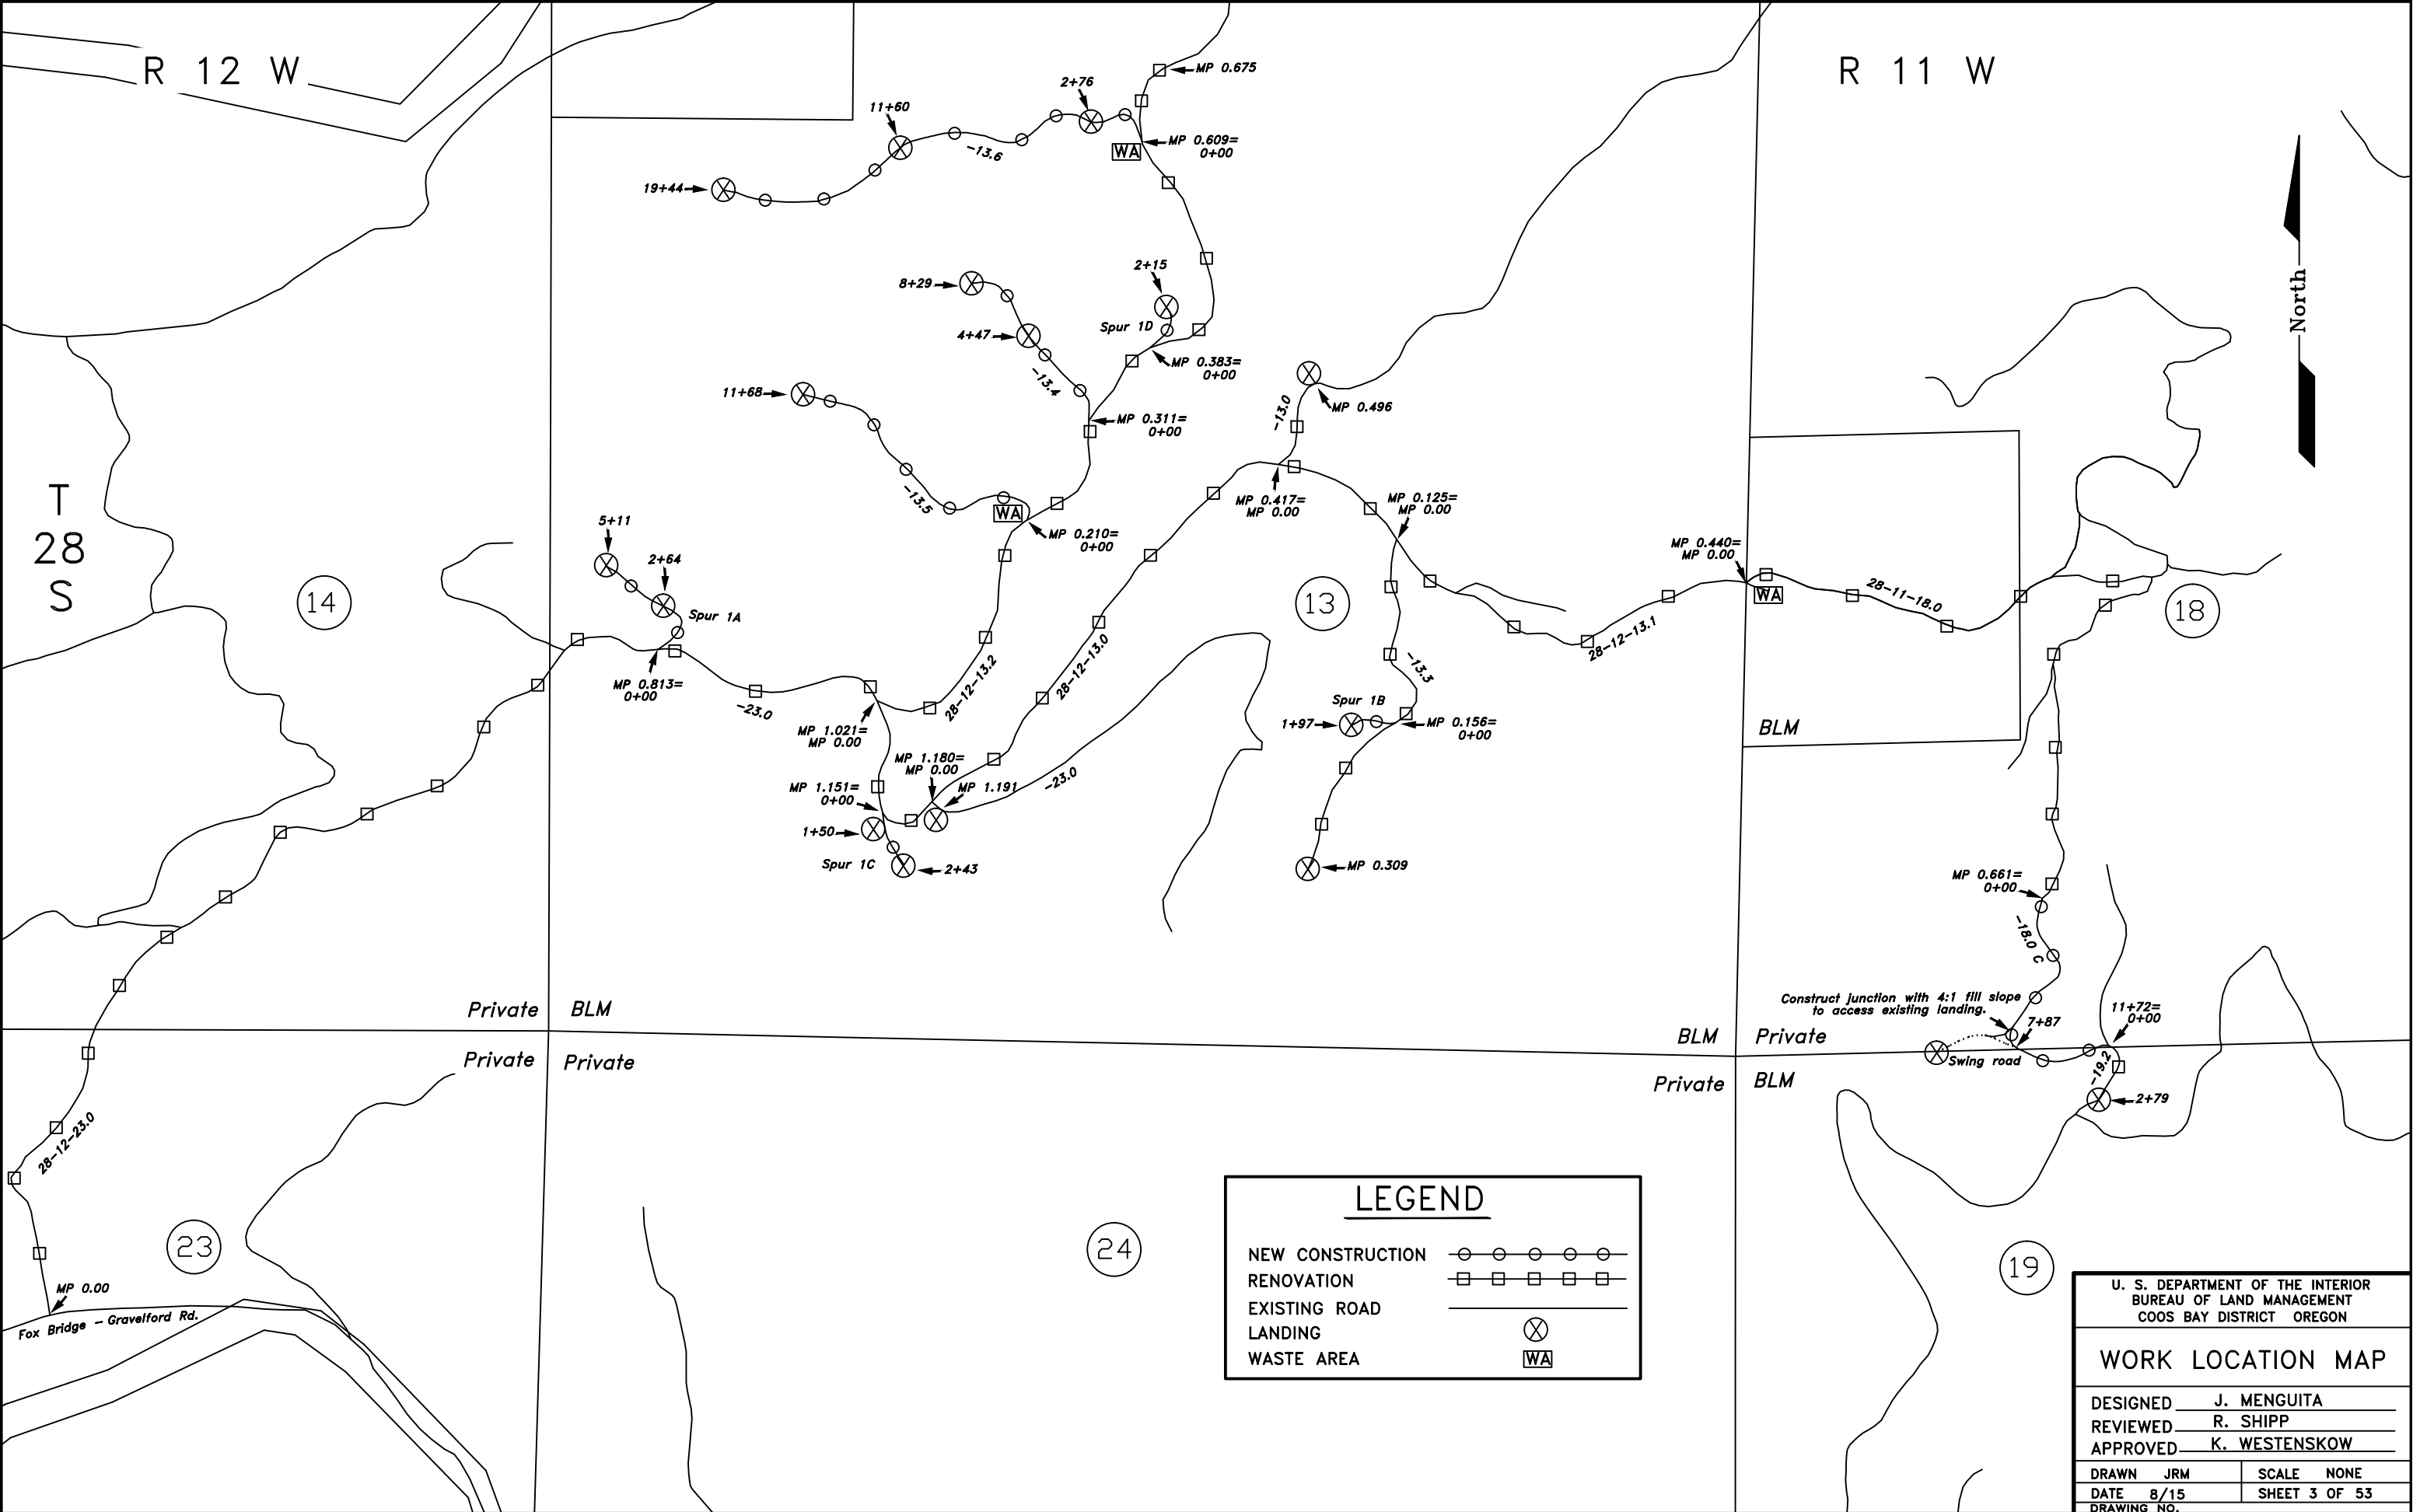 R 12 W
R 11 W
MP 0.675
2+76
11+60
MP 0.609=
0+00
WA
-13.6
19+44
North
2+15
8+29
Spur 1D
4+47
MP 0.383=
0+00
-13.4
11+68
MP 0.496
-13.0
MP 0.311=
0+00
T
28
S
-13.5
WA
MP 0.417=
MP 0.00
MP 0.125=
MP 0.00
5+11
MP 0.210=
0+00
2+64
MP 0.440=
MP 0.00
WA
28-11-18.0
14
13
18
Spur 1A
28-12-13.1
MP 0.813=
0+00
-23.0
28-12-13.2
28-12-13.0
-13.3
Spur 1B
1+97
MP 0.156=
0+00
BLM
MP 1.021=
MP 0.00
MP 1.180=
MP 0.00
MP 1.191
-23.0
MP 1.151=
0+00
1+50
Spur 1C
2+43
MP 0.309
MP 0.661=
0+00
-18.0 C
Construct junction with 4:1 fill slope
to access existing landing.
11+72=
0+00
7+87
Private
BLM
BLM
Private
Swing road
Private
Private
Private
BLM
-19.2
2+79
28-12-23.0
23
24
19
MP 0.00
Fox Bridge - Gravelford Rd.
LEGEND
NEW CONSTRUCTION
RENOVATION
EXISTING ROAD
LANDING
WASTE AREA WA
U. S. DEPARTMENT OF THE INTERIOR
BUREAU OF LAND MANAGEMENT
COOS BAY DISTRICT OREGON
WORK LOCATION MAP
DESIGNED J. MENGUITA
REVIEWED R. SHIPP
APPROVED K. WESTENSKOW
DRAWN JRM SCALE NONE
DATE 8/15 SHEET 3 OF 53
DRAWING NO.